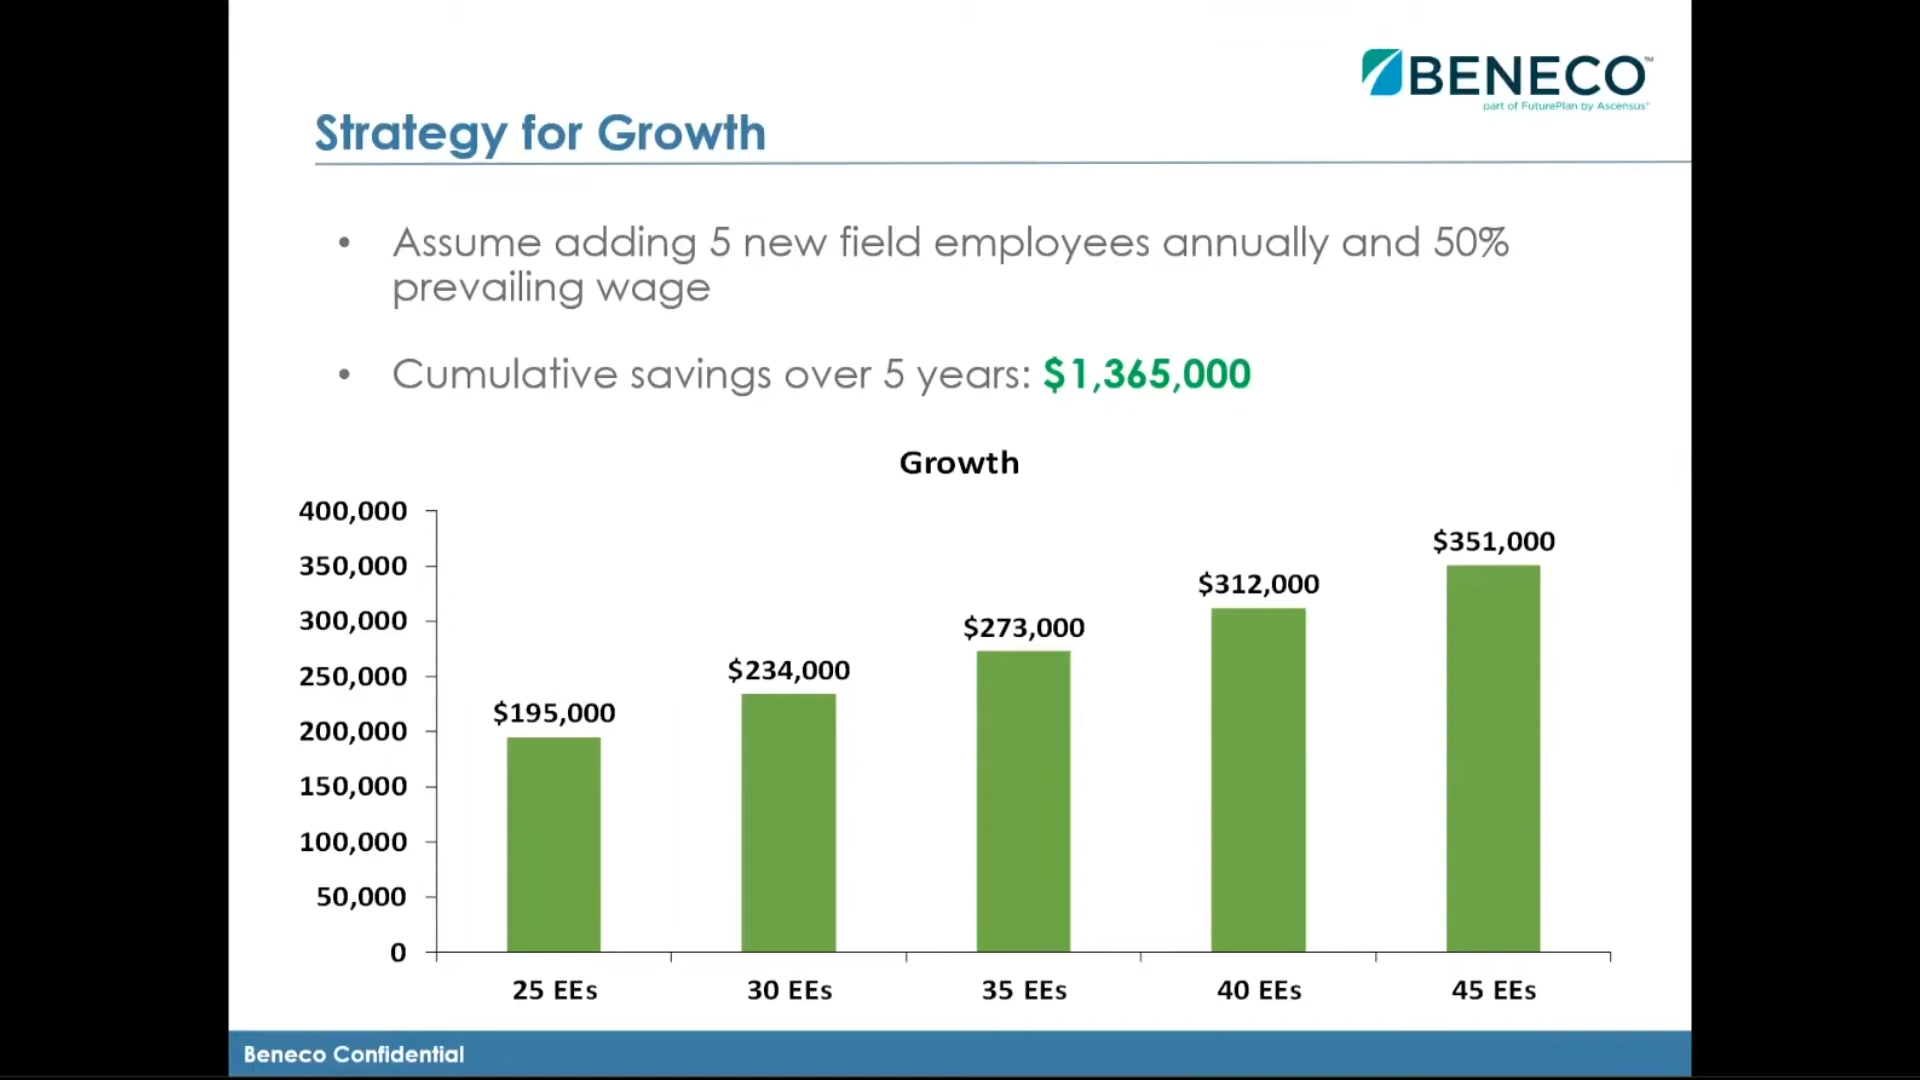 BENECO™
part of FuturePlan by Ascensus®
Strategy for Growth
• Assume adding 5 new field employees annually and 50%
prevailing wage
• Cumulative savings over 5 years: $1,365,000
Growth
400,000
350,000
300,000
250,000
200,000
150,000
100,000
50,000
0
$195,000
$234,000
$273,000
$312,000
$351,000
25 EEs
30 EEs
35 EEs
40 EEs
45 EEs
Beneco Confidential